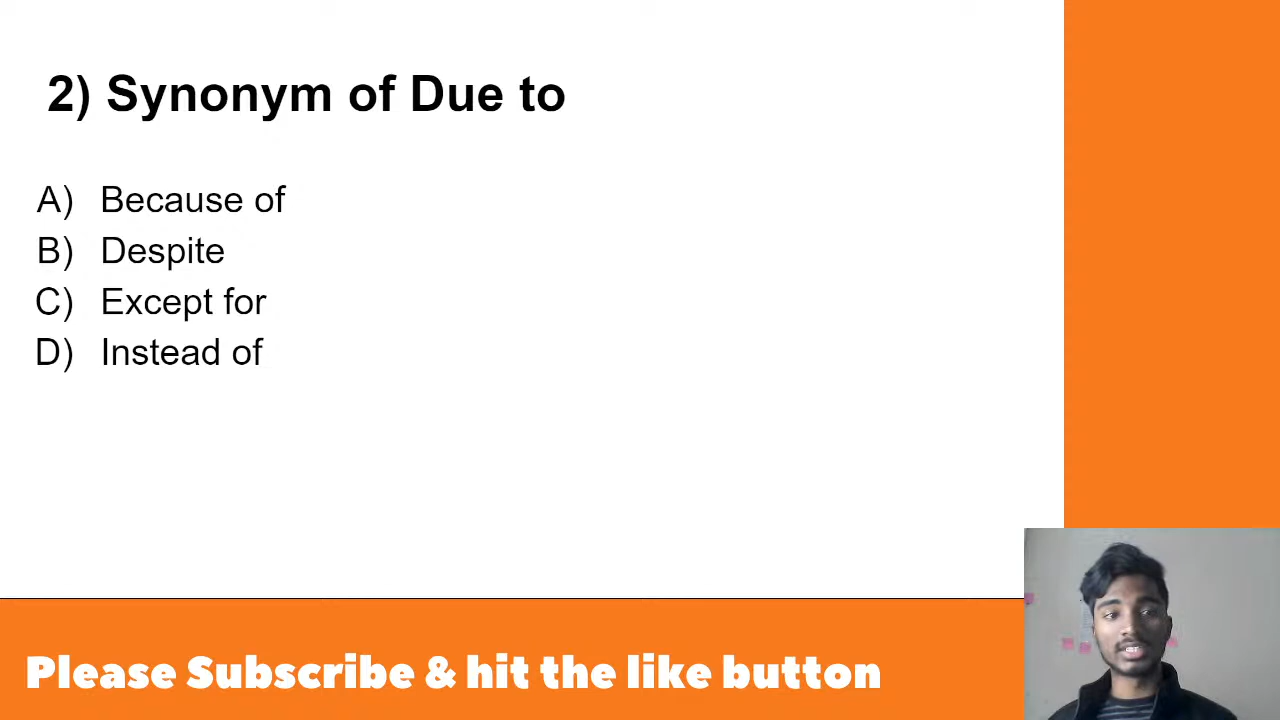 2) Synonym of Due to
A) Because of
B) Despite
C) Except for
D) Instead of
Please Subscribe & hit the like button